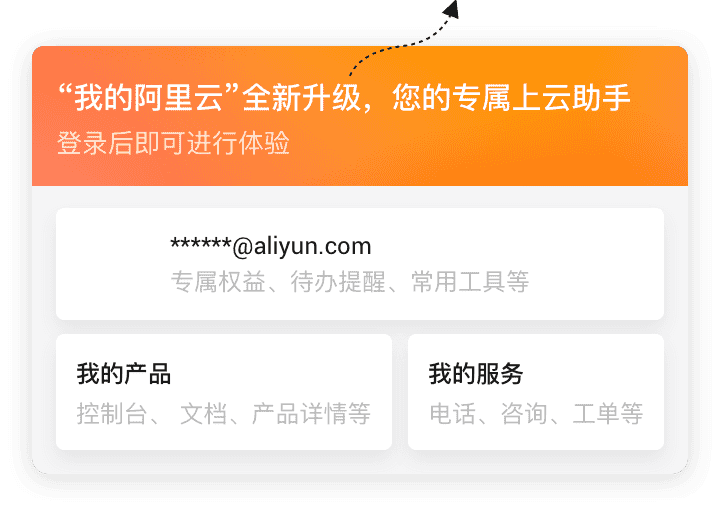 “我的阿里云”全新升级，您的专属上云助手
登录后即可进行体验
******@aliyun.com
专属权益、待办提醒、常用工具等
我的产品
控制台、 文档、产品详情等
我的服务
电话、咨询、工单等